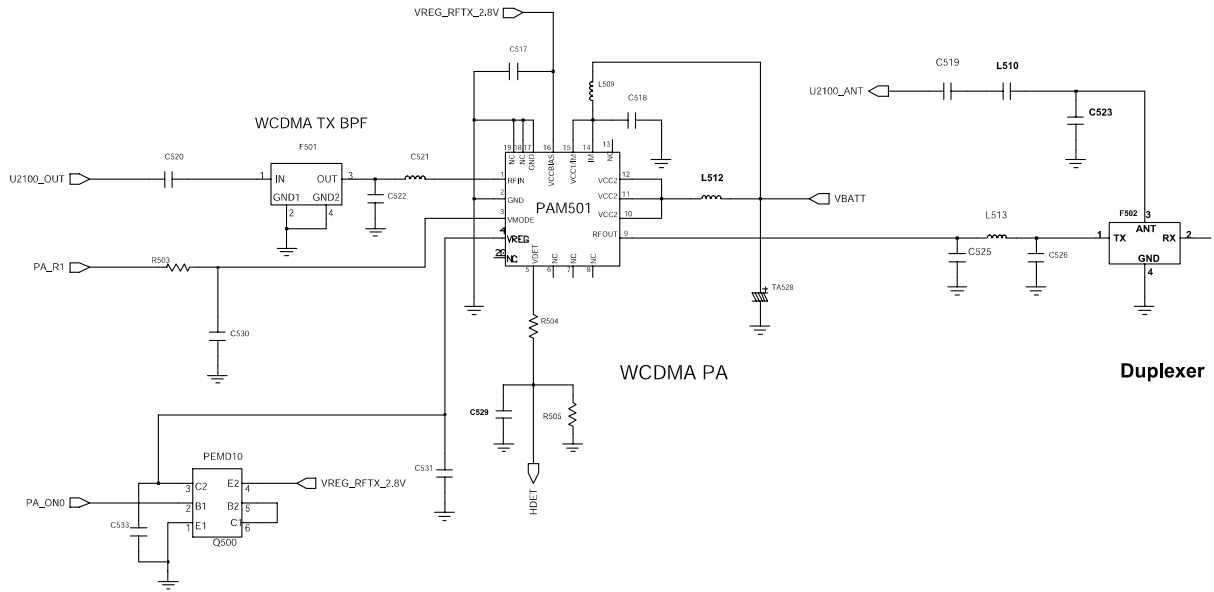 VREG_RFTX_2.8V
C517
L509
C518
C519
L510
U2100_ANT
C523
WCDMA TX BPF
F501
C520
C521
U2100_OUT
1 IN OUT 3
GND1 GND2
2 4
C522
19 18 17 16 15 14 13
NC NC GND VCCBIAS VCC1IM IM NC
1 RFIN
2 GND
3 VMODE
4 VREG
NC
PAM501
VCC2 12
VCC2 11
VCC2 10
RFOUT 9
VDET NC NC NC
5 6 7 8
L512
VBATT
L513
C525
C526
F502
3
ANT
1 TX RX 2
GND
4
PA_R1
R503
C530
TA528
R504
WCDMA PA
Duplexer
C529
R505
HDET
C531
PEMD10
3 C2 E2 4
2 B1 B2 5
1 E1 C1 6
Q500
VREG_RFTX_2.8V
PA_ON0
C533